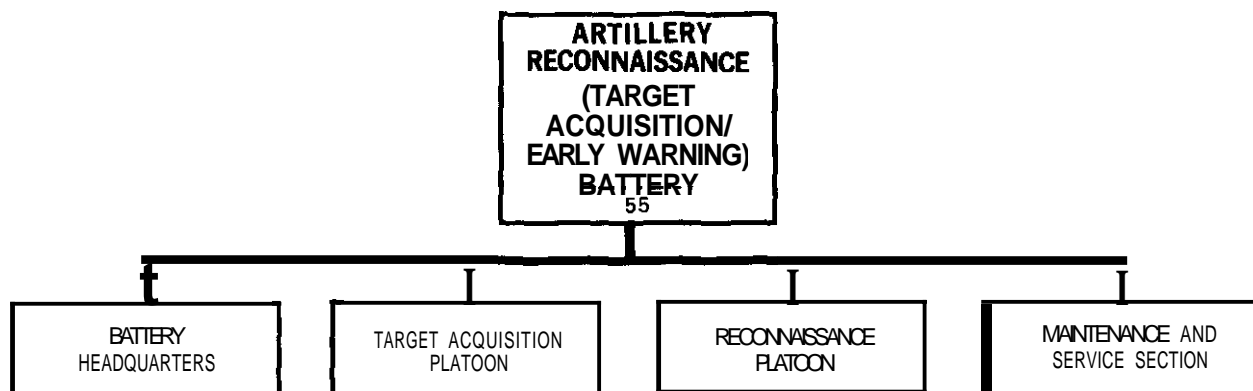 ARTILLERY
RECONNAISSANCE
(TARGET
ACQUISITION/
EARLY WARNING)
BATTERY
55
BATTERY
HEADQUARTERS
TARGET ACQUISITION
PLATOON
RECONNAISSANCE
PLATOON
MAINTENANCE AND
SERVICE SECTION